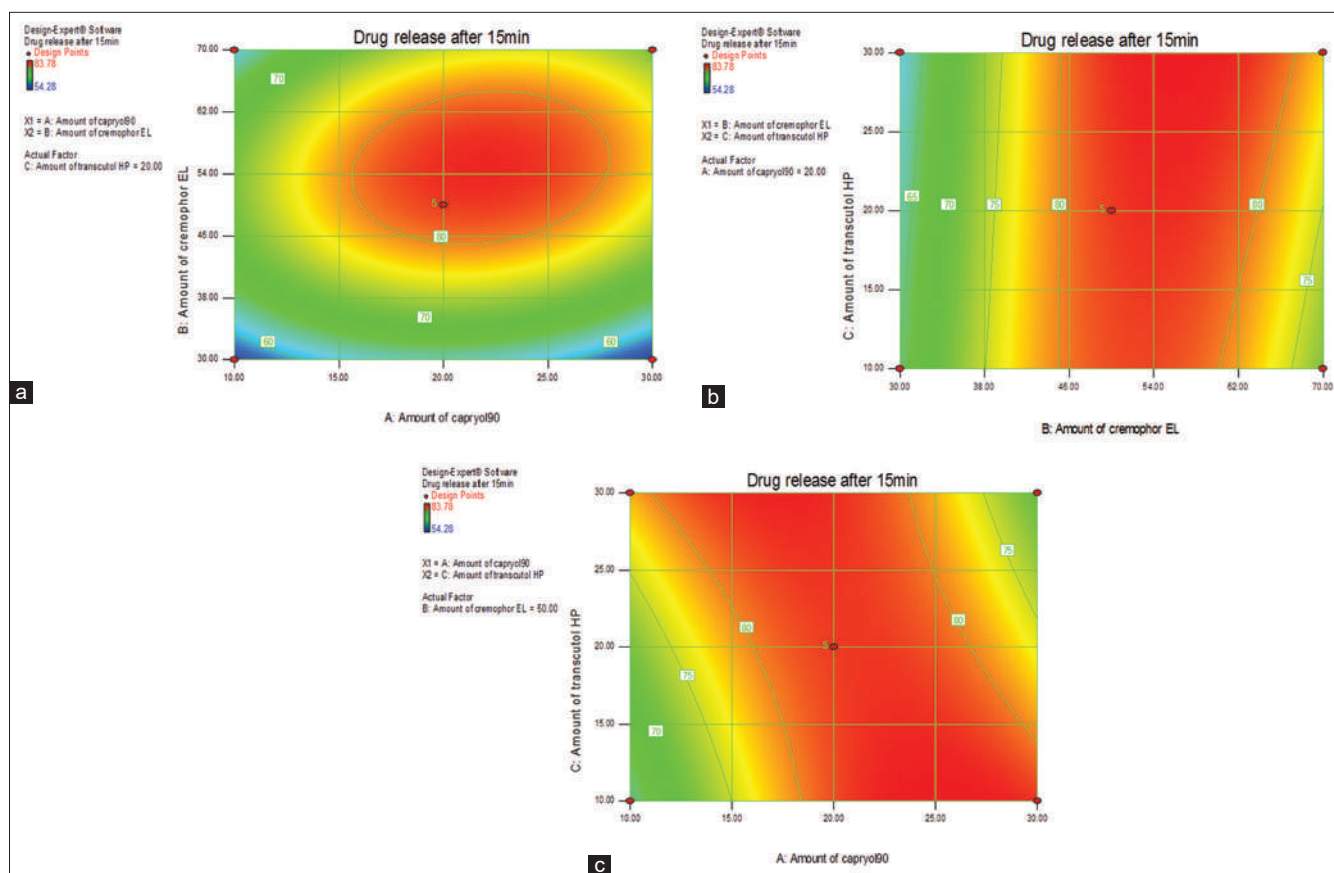 Design-Expert® Software
Drug release after 15min
Design Points
83.78
54.28
X1 = A: Amount of capryol90
X2 = B: Amount of cremophor EL
Actual Factor
C: Amount of transcutol HP = 20.00
Drug release after 15min
B: Amount of cremophor EL
70.00
62.00
54.00
46.00
38.00
30.00
70
5
80
70
60
60
10.00 15.00 20.00 25.00 30.00
A: Amount of capryol90
a
Design-Expert® Software
Drug release after 15min
Design Points
83.78
54.28
X1 = B: Amount of cremophor EL
X2 = C: Amount of transcutol HP
Actual Factor
A: Amount of capryol90 = 20.00
Drug release after 15min
C: Amount of transcutol HP
30.00
25.00
20.00
15.00
10.00
65 70 75 80 5 80
75
30.00 38.00 46.00 54.00 62.00 70.00
B: Amount of cremophor EL
b
Design-Expert® Software
Drug release after 15min
Design Points
83.78
54.28
X1 = A: Amount of capryol90
X2 = C: Amount of transcutol HP
Actual Factor
B: Amount of cremophor EL = 50.00
Drug release after 15min
C: Amount of transcutol HP
30.00
25.00
20.00
15.00
10.00
75
80
80
5
75
70
10.00 15.00 20.00 25.00 30.00
A: Amount of capryol90
c